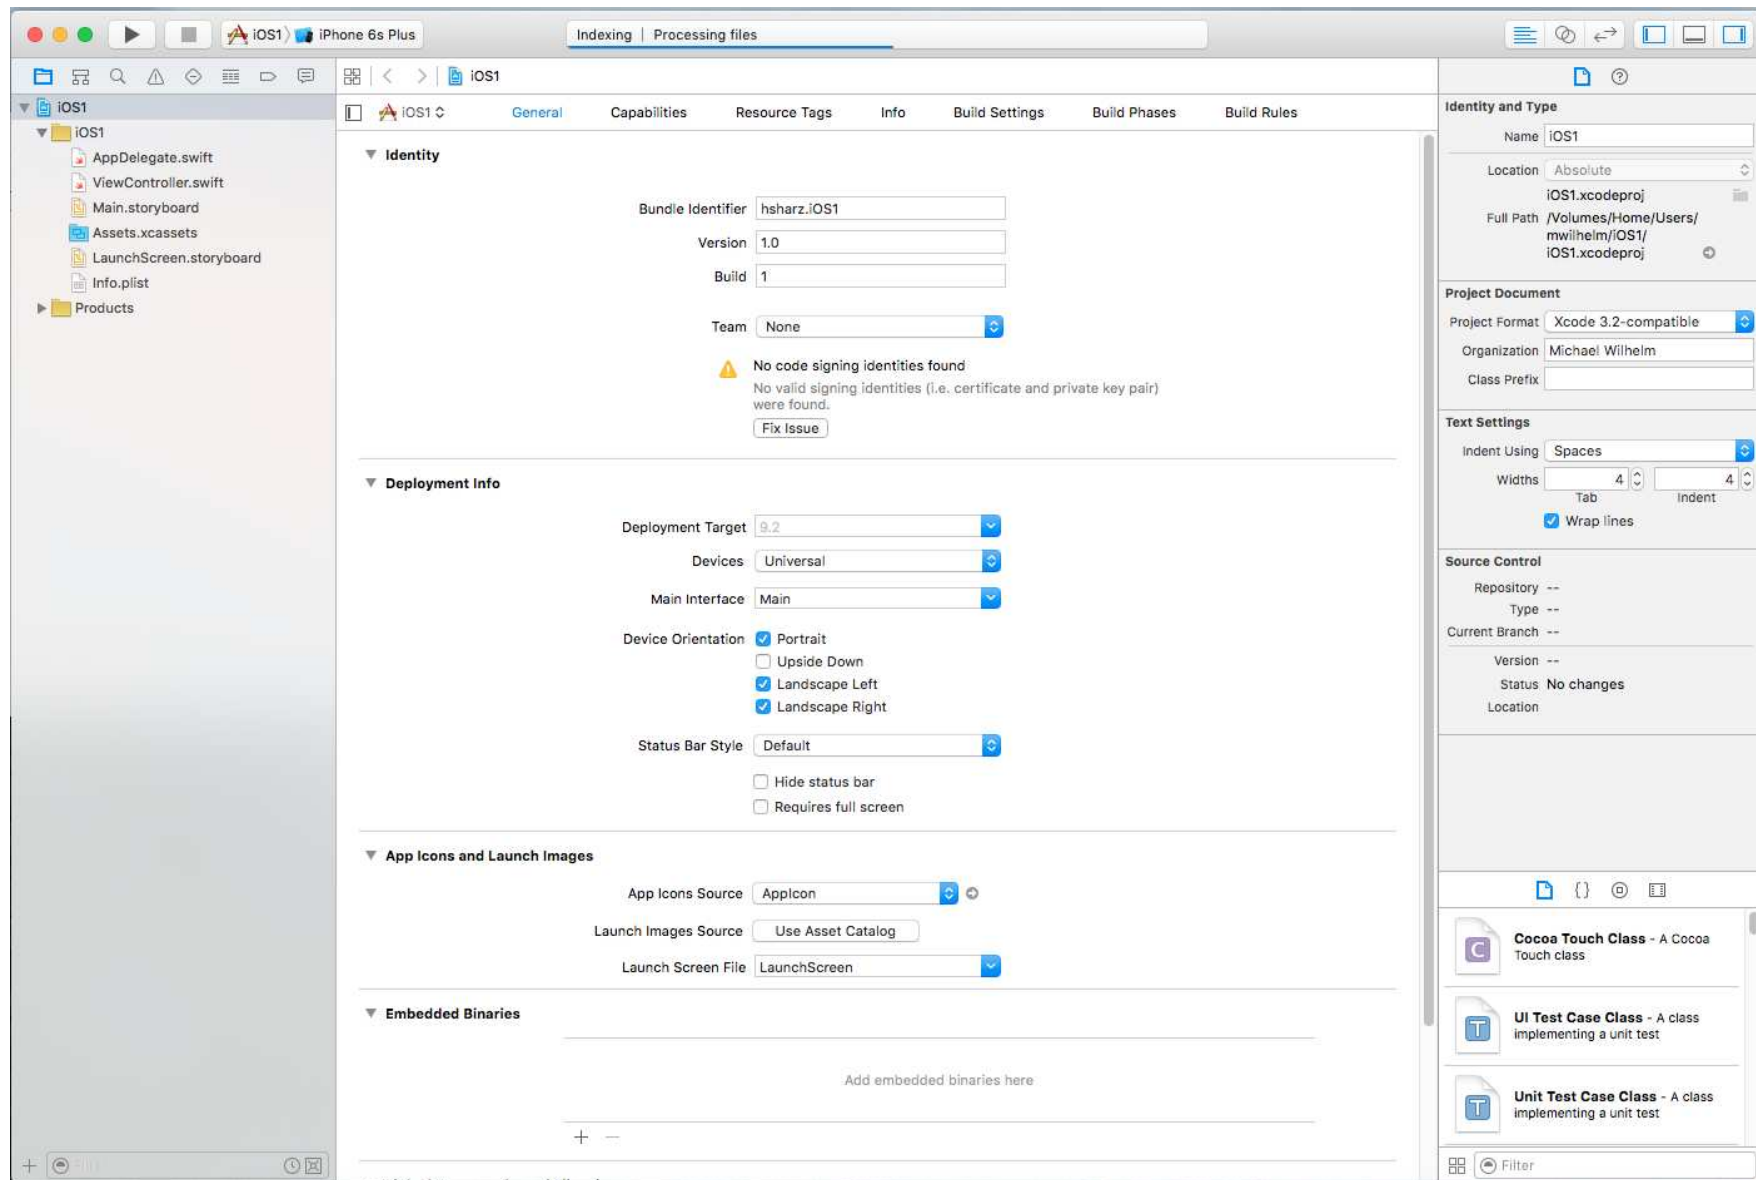 iOS1 iPhone 6s Plus
Indexing | Processing files
iOS1
iOS1
AppDelegate.swift
ViewController.swift
Main.storyboard
Assets.xcassets
LaunchScreen.storyboard
Info.plist
Products
iOS1
iOS1 General Capabilities Resource Tags Info Build Settings Build Phases Build Rules
Identity
Bundle Identifier hsharz.iOS1
Version 1.0
Build 1
Team None
No code signing identities found
No valid signing identities (i.e. certificate and private key pair)
were found.
Fix Issue
Deployment Info
Deployment Target 9.2
Devices Universal
Main Interface Main
Device Orientation Portrait
Upside Down
Landscape Left
Landscape Right
Status Bar Style Default
Hide status bar
Requires full screen
App Icons and Launch Images
App Icons Source AppIcon
Launch Images Source Use Asset Catalog
Launch Screen File LaunchScreen
Embedded Binaries
Add embedded binaries here
Identity and Type
Name iOS1
Location Absolute
iOS1.xcodeproj
Full Path /Volumes/Home/Users/
mwilhelm/iOS1/
iOS1.xcodeproj
Project Document
Project Format Xcode 3.2-compatible
Organization Michael Wilhelm
Class Prefix
Text Settings
Indent Using Spaces
Widths 4 4
Tab Indent
Wrap lines
Source Control
Repository --
Type --
Current Branch --
Version --
Status No changes
Location
{}
C
Cocoa Touch Class - A Cocoa
Touch class
T
UI Test Case Class - A class
implementing a unit test
T
Unit Test Case Class - A class
implementing a unit test
Filter